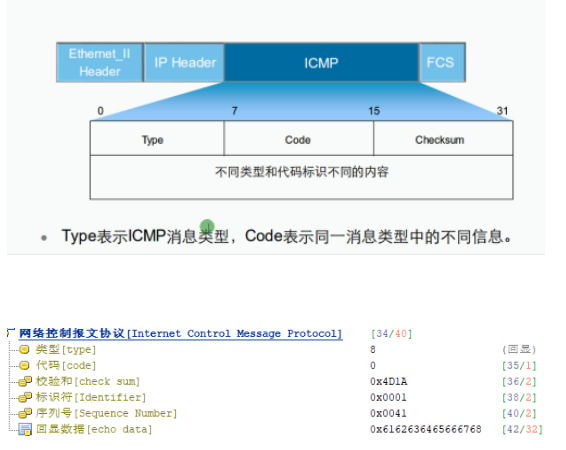 Ethernet_II
Header
IP Header
ICMP
FCS
0 7 15 31
Type Code Checksum
不同类型和代码标识不同的内容
• Type表示ICMP消息类型，Code表示同一消息类型中的不同信息。
网络控制报文协议[Internet Control Message Protocol] [34/40]
类型[type] 8 (回显)
代码[code] 0 [35/1]
校验和[check sum] 0x4D1A [36/2]
标识符[Identifier] 0x0001 [38/2]
序列号[Sequence Number] 0x0041 [40/2]
回显数据[echo data] 0x6162636465666768 [42/32]